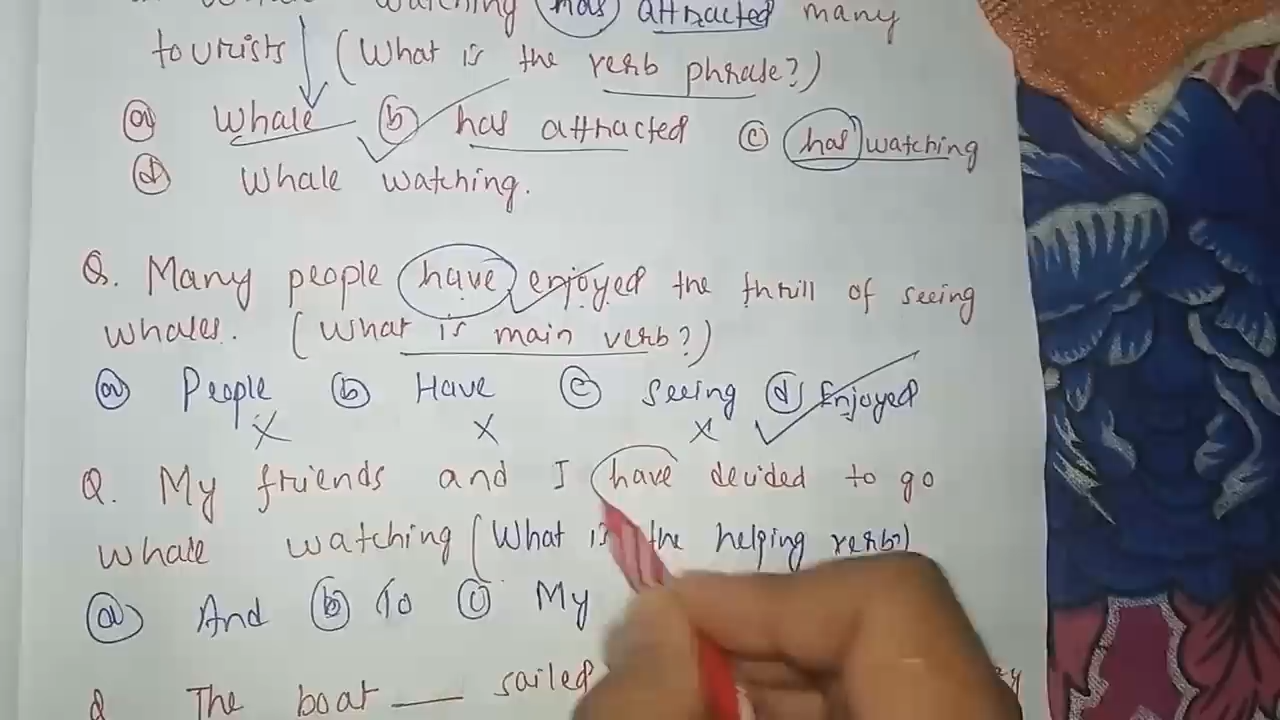 watching has attracted many
tourists (What is the verb phrase?)
(a) Whale (b) has attracted (c) has watching
(d) Whale watching.
Q. Many people have enjoyed the thrill of seeing
whales. (What is main verb?)
(a) People (b) Have (c) Seeing (d) Enjoyed
Q. My friends and I have decided to go
whale watching (What is the helping verb?)
(a) And (b) To (c) My
Q The boat ___ sailed